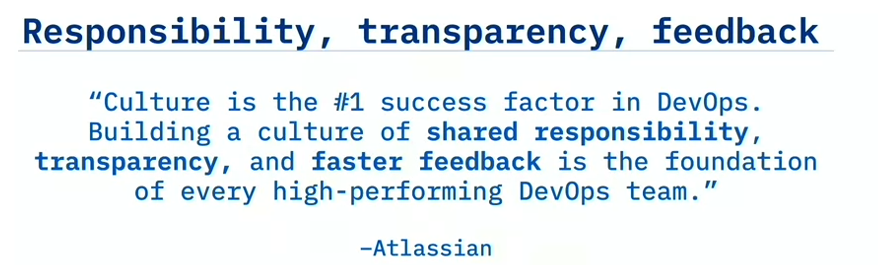 Responsibility, transparency, feedback
“Culture is the #1 success factor in DevOps.
Building a culture of shared responsibility,
transparency, and faster feedback is the foundation
of every high-performing DevOps team.”
–Atlassian